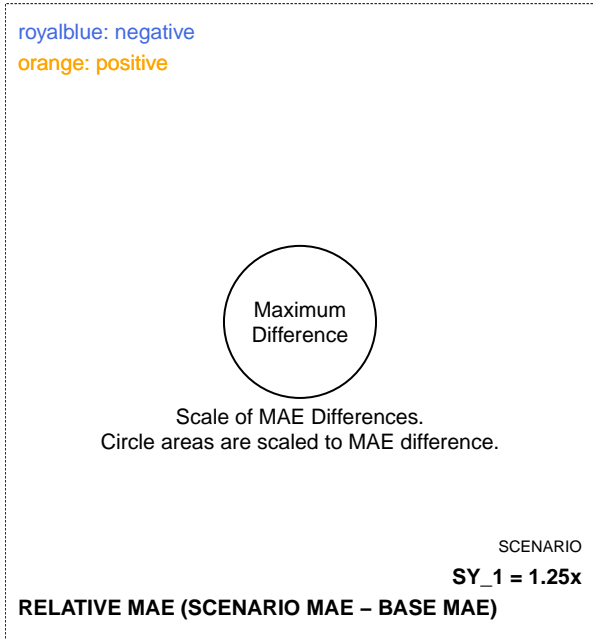 royalblue: negative
orange: positive
Maximum
Difference
Scale of MAE Differences.
Circle areas are scaled to MAE difference.
SCENARIO
SY_1 = 1.25x
RELATIVE MAE (SCENARIO MAE − BASE MAE)